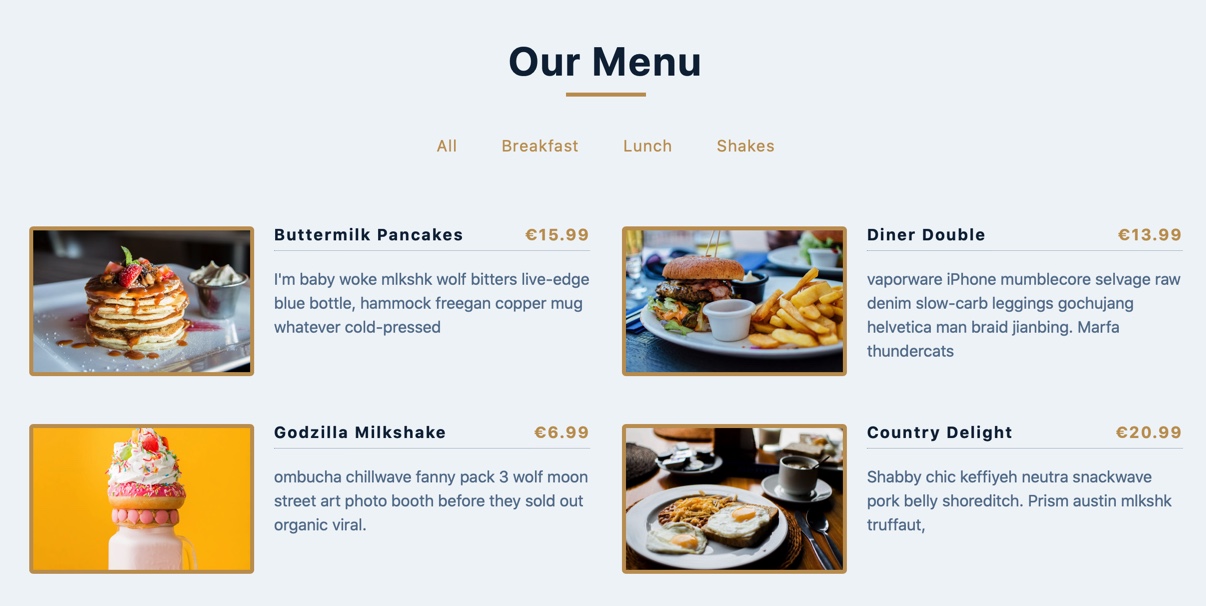 Our Menu
All Breakfast Lunch Shakes
Buttermilk Pancakes €15.99
I'm baby woke mlkshk wolf bitters live-edge
blue bottle, hammock freegan copper mug
whatever cold-pressed
Diner Double €13.99
vaporware iPhone mumblecore selvage raw
denim slow-carb leggings gochujang
helvetica man braid jianbing. Marfa
thundercats
Godzilla Milkshake €6.99
ombucha chillwave fanny pack 3 wolf moon
street art photo booth before they sold out
organic viral.
Country Delight €20.99
Shabby chic keffiyeh neutra snackwave
pork belly shoreditch. Prism austin mlkshk
truffaut,